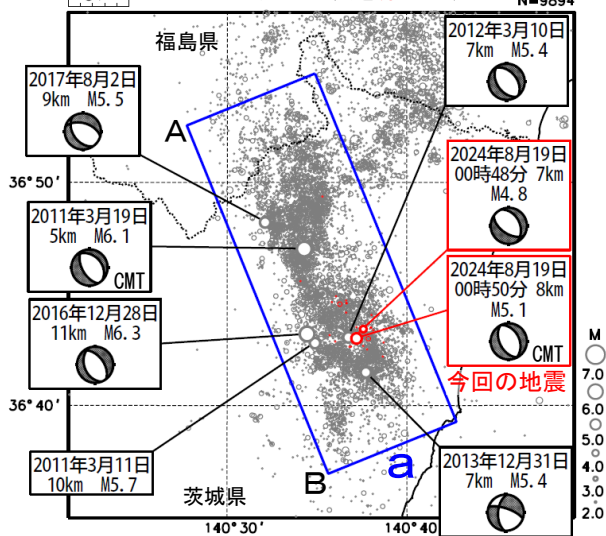 N=9894
福島県
2012年3月10日
7km M5.4
2017年8月2日
9km M5.5
A
2024年8月19日
00時48分 7km
M4.8
36°50′
2011年3月19日
5km M6.1
CMT
2024年8月19日
00時50分 8km
M5.1
CMT
2016年12月28日
11km M6.3
今回の地震
M
7.0
6.0
5.0
4.0
3.0
2.0
36°40′
2011年3月11日
10km M5.7
B
a
2013年12月31日
7km M5.4
茨城県
140°30′
140°40′